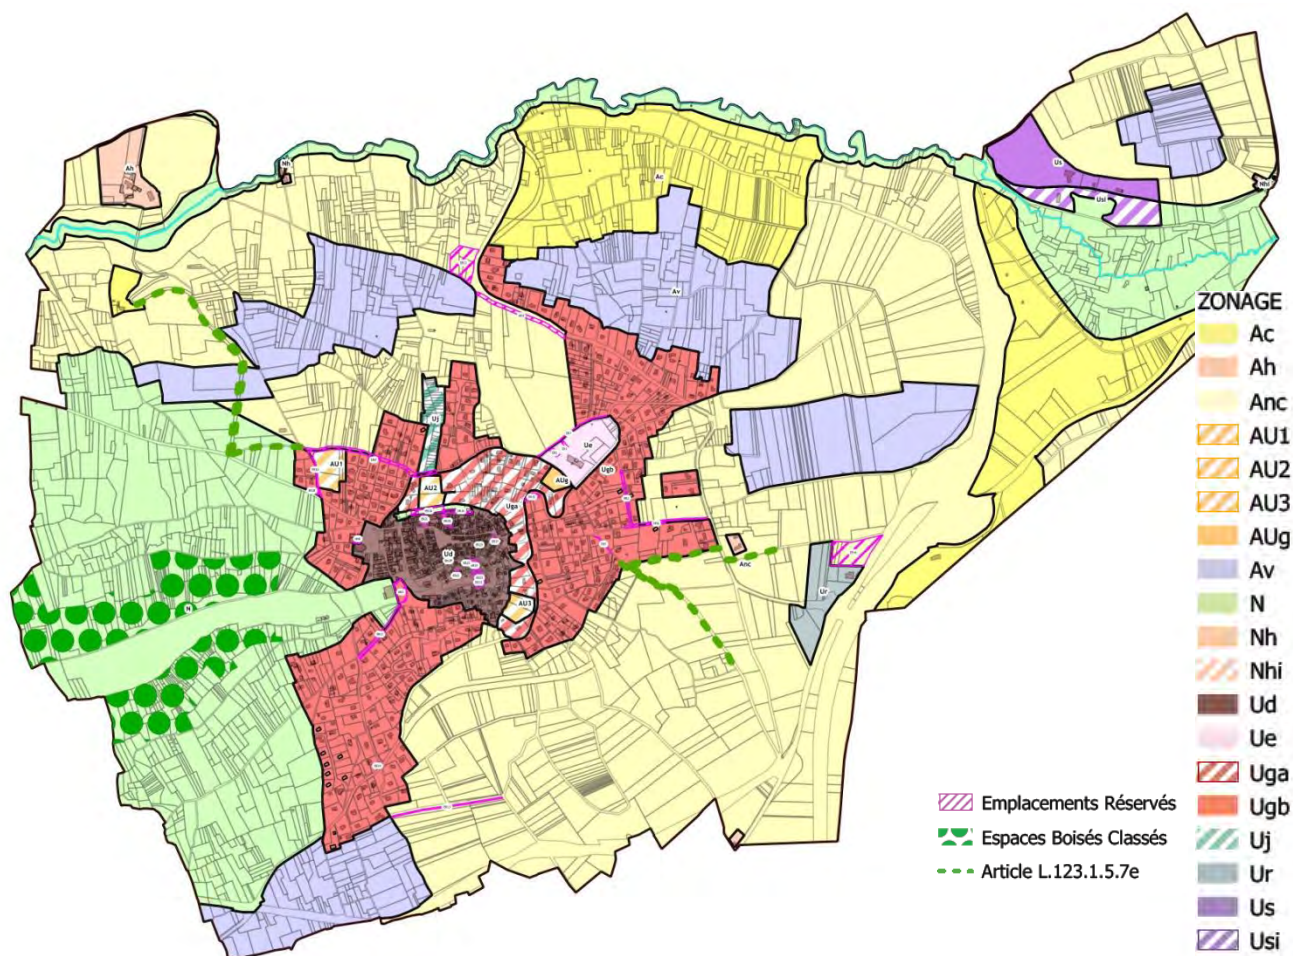 Ah
Nh
Ac
Us
Usi
Nhi
Av
Uj
Ue
AU1
AU2
AUg
Ugb
Uga
Ud
Anc
Ur
AU3
N
Emplacements Réservés
Espaces Boisés Classés
Article L.123.1.5.7e
ZONAGE
Ac
Ah
Anc
AU1
AU2
AU3
AUg
Av
N
Nh
Nhi
Ud
Ue
Uga
Ugb
Uj
Ur
Us
Usi